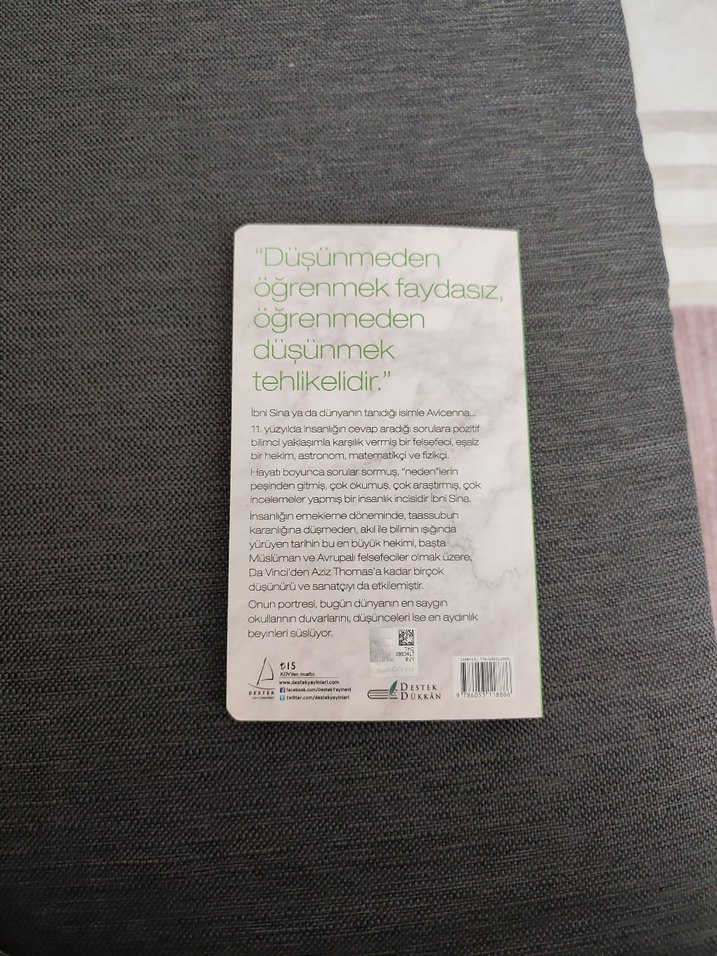 “Düşünmeden
öğrenmek faydasız,
öğrenmeden
düşünmek
tehlikelidir.”
İbni Sina ya da dünyanın tanıdığı isimle Avicenna...
11. yüzyılda insanlığın cevap aradığı sorulara pozitif
bilimci yaklaşımla karşılık vermiş bir felsefeci, eşsiz
bir hekim, astronom, matematikçi ve fizikçi.
Hayatı boyunca sorular sormuş, "neden"lerin
peşinden gitmiş, çok okumuş, çok araştırmış, çok
incelemeler yapmış bir insanlık incisidir İbni Sina.
İnsanlığın emekleme döneminde, taassubun
karanlığına düşmeden, akıl ile bilimin ışığında
yürüyen tarihin bu en büyük hekimi, başta
Müslüman ve Avrupalı felsefeciler olmak üzere,
Da Vinci'den Aziz Thomas'a kadar birçok
düşünürü ve sanatçıyı da etkilemiştir.
Onun portresi, bugün dünyanın en saygın
okullarının duvarlarını, düşünceleri ise en aydınlık
beyinleri süslüyor.
THG
0893417
RVY
DESTEK
₺15
KDV'den muaftır.
www.destekyayinlari.com
facebook.com/DestekYayinevi
twitter.com/destekyayinlari
DESTEK
DÜKKÂN
9 786053 118886